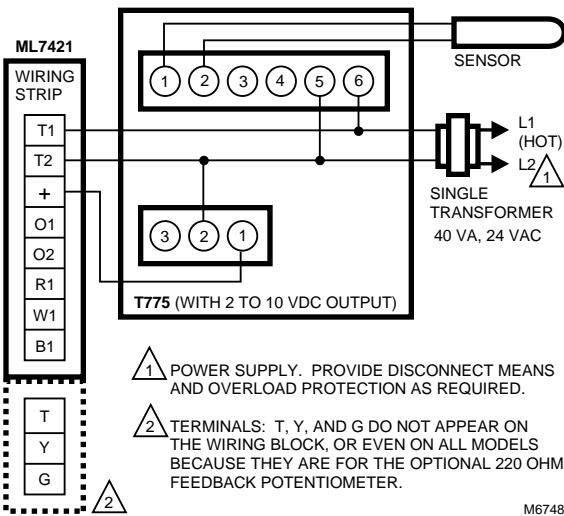 ML7421
WIRING
STRIP
T1
T2
+
O1
O2
R1
W1
B1
T
Y
G
2
1 2 3 4 5 6
3 2 1
T775 (WITH 2 TO 10 VDC OUTPUT)
SENSOR
L1
(HOT)
L2
1
SINGLE
TRANSFORMER
40 VA, 24 VAC
1 POWER SUPPLY. PROVIDE DISCONNECT MEANS
AND OVERLOAD PROTECTION AS REQUIRED.
2 TERMINALS: T, Y, AND G DO NOT APPEAR ON
THE WIRING BLOCK, OR EVEN ON ALL MODELS
BECAUSE THEY ARE FOR THE OPTIONAL 220 OHM
FEEDBACK POTENTIOMETER.
M6748